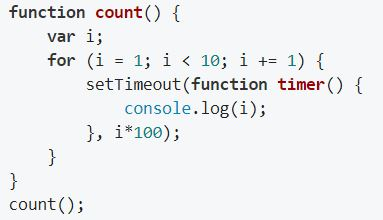 function count() {
    var i;
    for (i = 1; i < 10; i += 1) {
        setTimeout(function timer() {
            console.log(i);
        }, i*100);
    }
}
count();